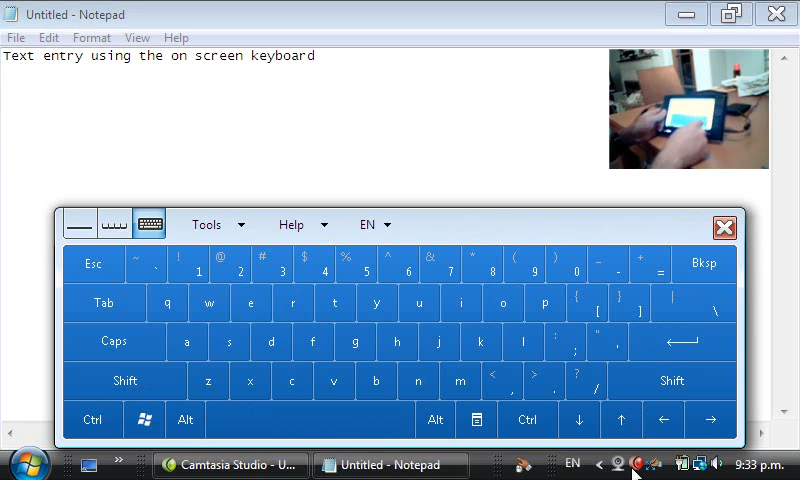 Untitled - Notepad
File Edit Format View Help
Text entry using the on screen keyboard
Tools Help EN
Esc ~ ` ! 1 @ 2 # 3 $ 4 % 5 ^ 6 & 7 * 8 ( 9 ) 0 _ - + = Bksp
Tab q w e r t y u i o p { [ } ] | \
Caps a s d f g h j k l : ; " '
Shift z x c v b n m < , > . ? / Shift
Ctrl Alt Alt Ctrl ↓ ↑ ← →
» Camtasia Studio - U... Untitled - Notepad EN 9:33 p.m.